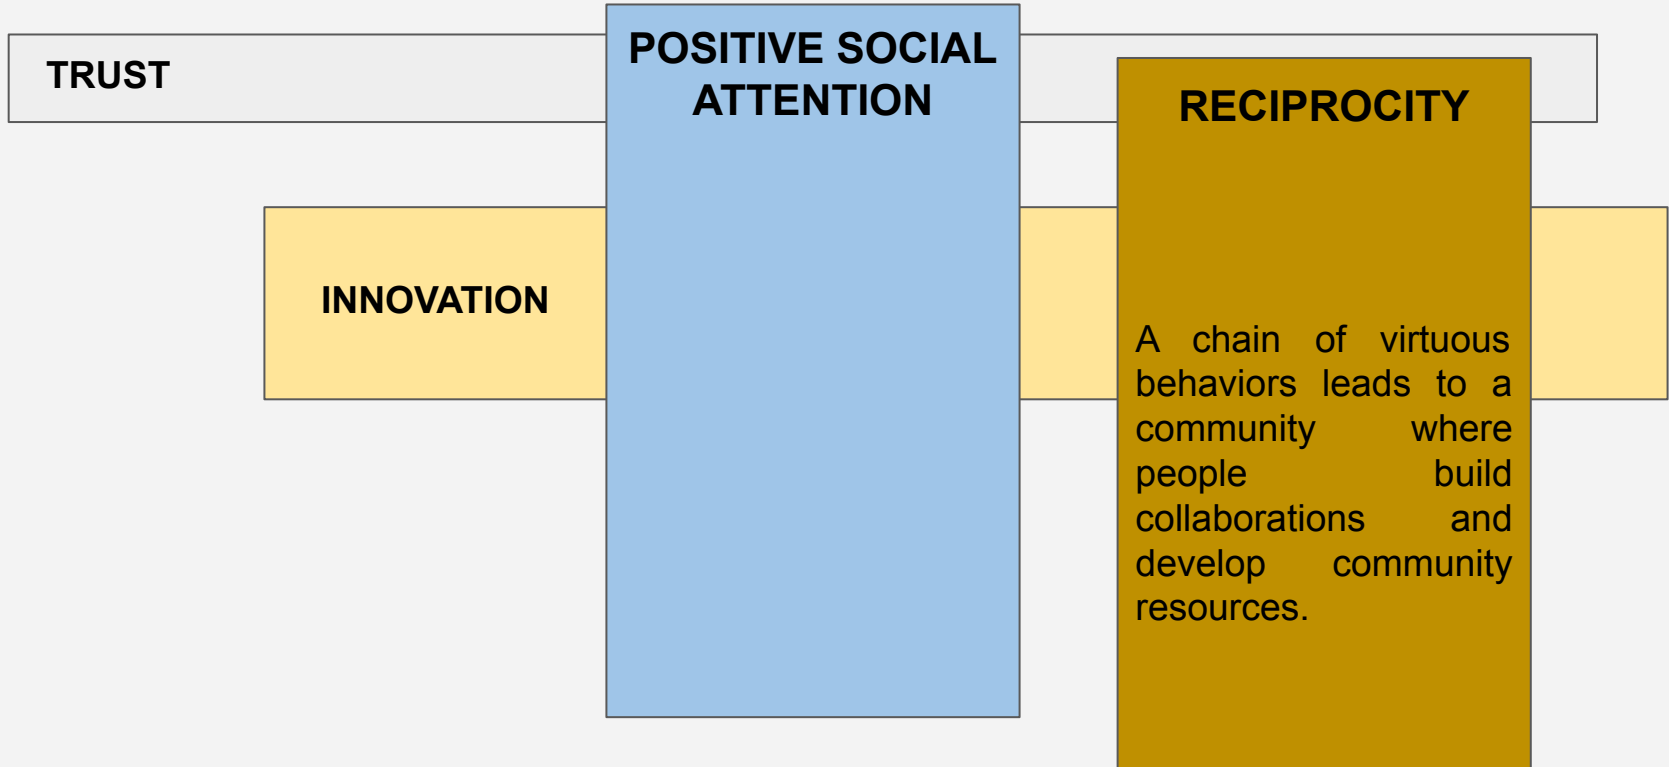 TRUST
POSITIVE SOCIAL
ATTENTION
RECIPROCITY
INNOVATION
A chain of virtuous
behaviors leads to a
community where
people build
collaborations and
develop community
resources.